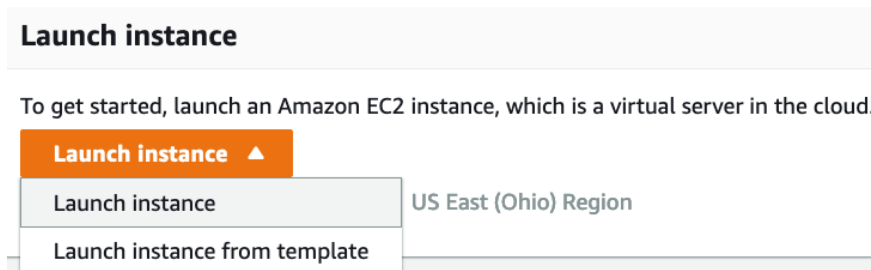 Launch instance
To get started, launch an Amazon EC2 instance, which is a virtual server in the cloud.
Launch instance
Launch instance
US East (Ohio) Region
Launch instance from template